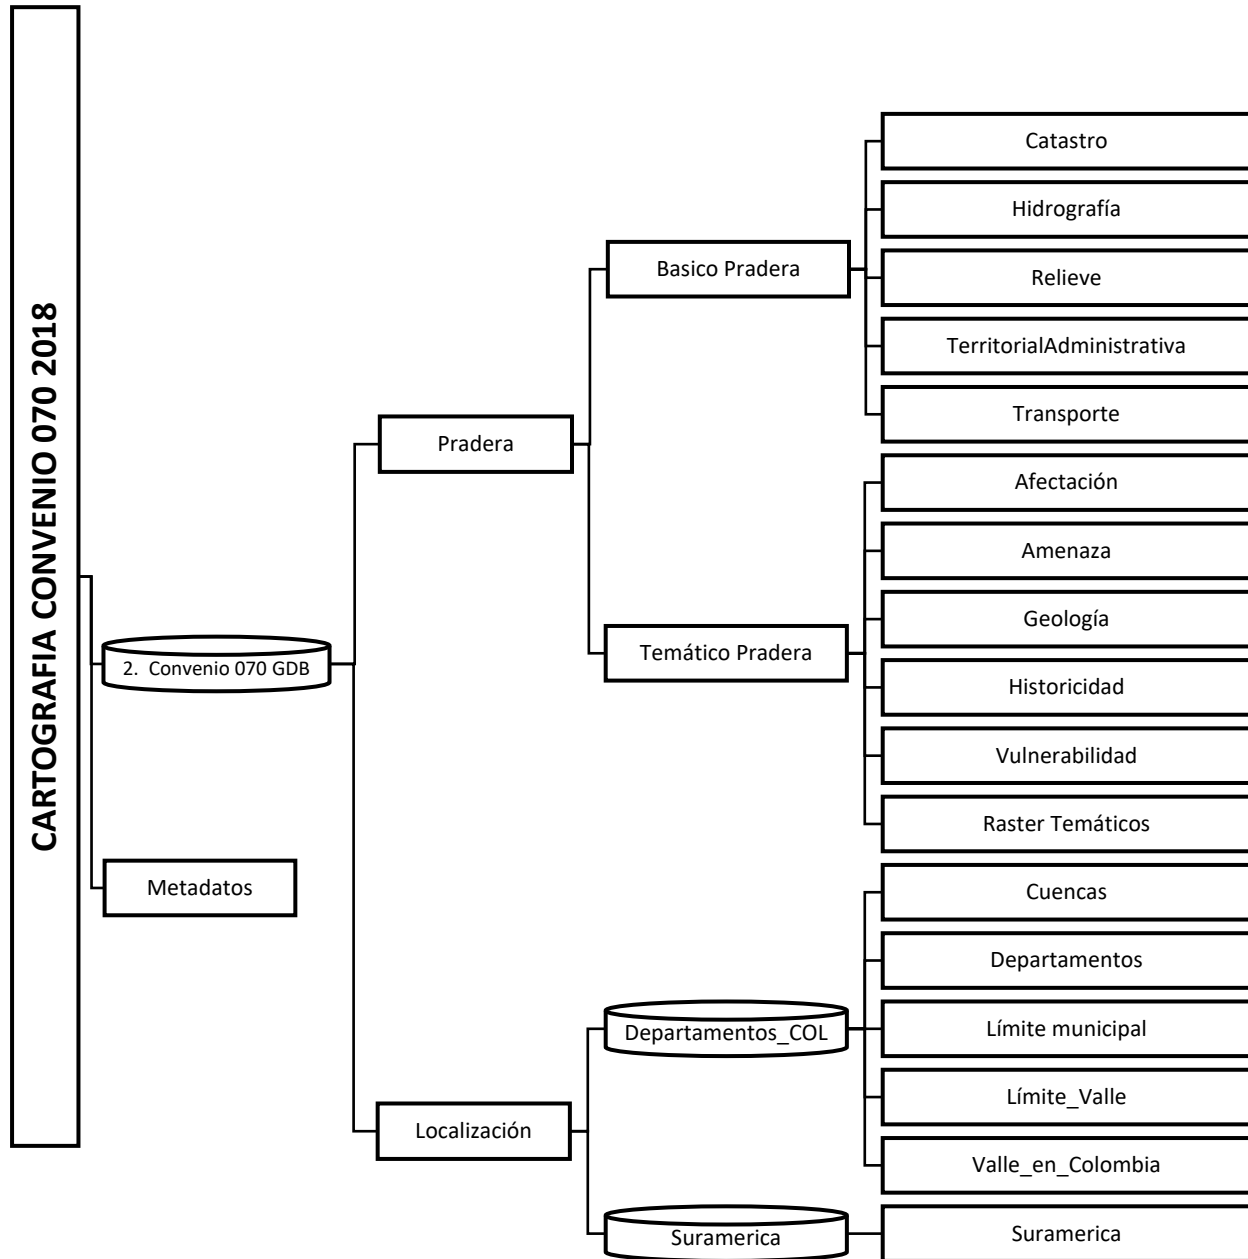 CARTOGRAFIA CONVENIO 070 2018
2. Convenio 070 GDB
Metadatos
Pradera
Localización
Basico Pradera
Temático Pradera
Departamentos_COL
Suramerica
Catastro
Hidrografía
Relieve
TerritorialAdministrativa
Transporte
Afectación
Amenaza
Geología
Historicidad
Vulnerabilidad
Raster Temáticos
Cuencas
Departamentos
Límite municipal
Límite_Valle
Valle_en_Colombia
Suramerica